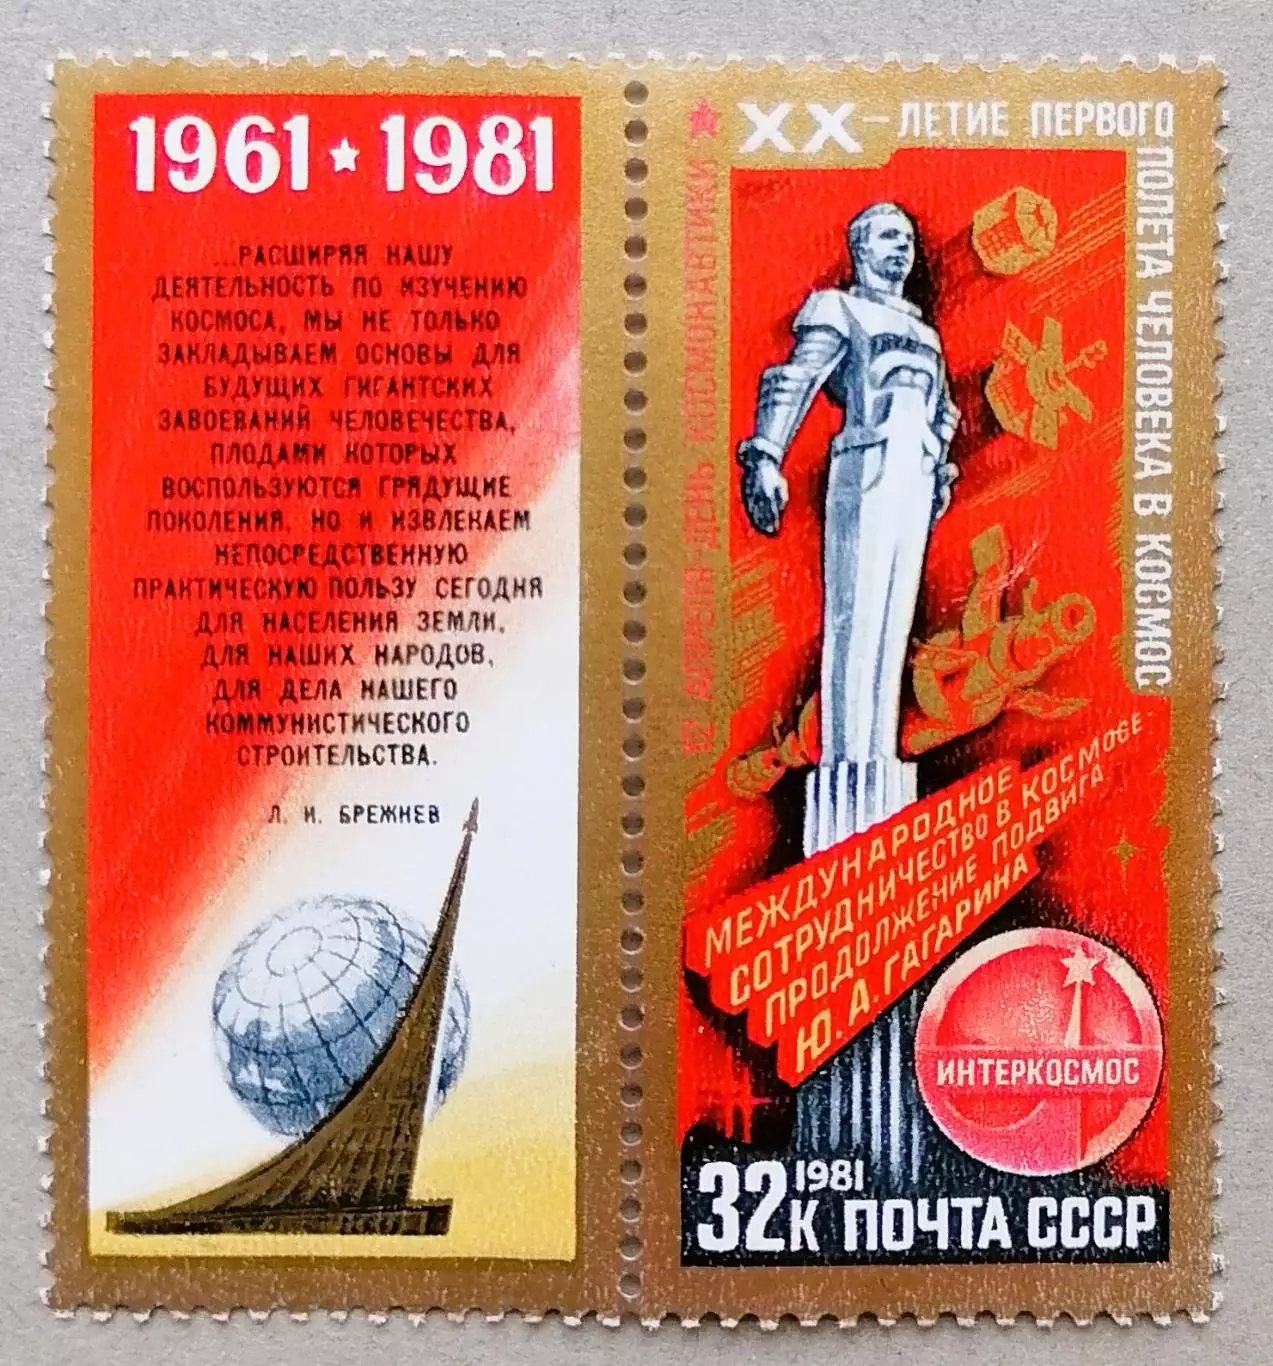 1961 ★ 1981
...РАСШИРЯЯ НАШУ
ДЕЯТЕЛЬНОСТЬ ПО ИЗУЧЕНИЮ
КОСМОСА, МЫ НЕ ТОЛЬКО
ЗАКЛАДЫВАЕМ ОСНОВЫ ДЛЯ
БУДУЩИХ ГИГАНТСКИХ
ЗАВОЕВАНИЙ ЧЕЛОВЕЧЕСТВА,
ПЛОДАМИ КОТОРЫХ
ВОСПОЛЬЗУЮТСЯ ГРЯДУЩИЕ
ПОКОЛЕНИЯ, НО И ИЗВЛЕКАЕМ
НЕПОСРЕДСТВЕННУЮ
ПРАКТИЧЕСКУЮ ПОЛЬЗУ СЕГОДНЯ
ДЛЯ НАСЕЛЕНИЯ ЗЕМЛИ,
ДЛЯ НАШИХ НАРОДОВ,
ДЛЯ ДЕЛА НАШЕГО
КОММУНИСТИЧЕСКОГО
СТРОИТЕЛЬСТВА.
Л. И. БРЕЖНЕВ
12 АПРЕЛЯ-ДЕНЬ КОСМОНАВТИКИ ★
XX-ЛЕТИЕ ПЕРВОГО
ПОЛЕТА ЧЕЛОВЕКА В КОСМОС
МЕЖДУНАРОДНОЕ
СОТРУДНИЧЕСТВО В КОСМОСЕ-
ПРОДОЛЖЕНИЕ ПОДВИГА
Ю. А. ГАГАРИНА
ИНТЕРКОСМОС
1981
32К ПОЧТА СССР